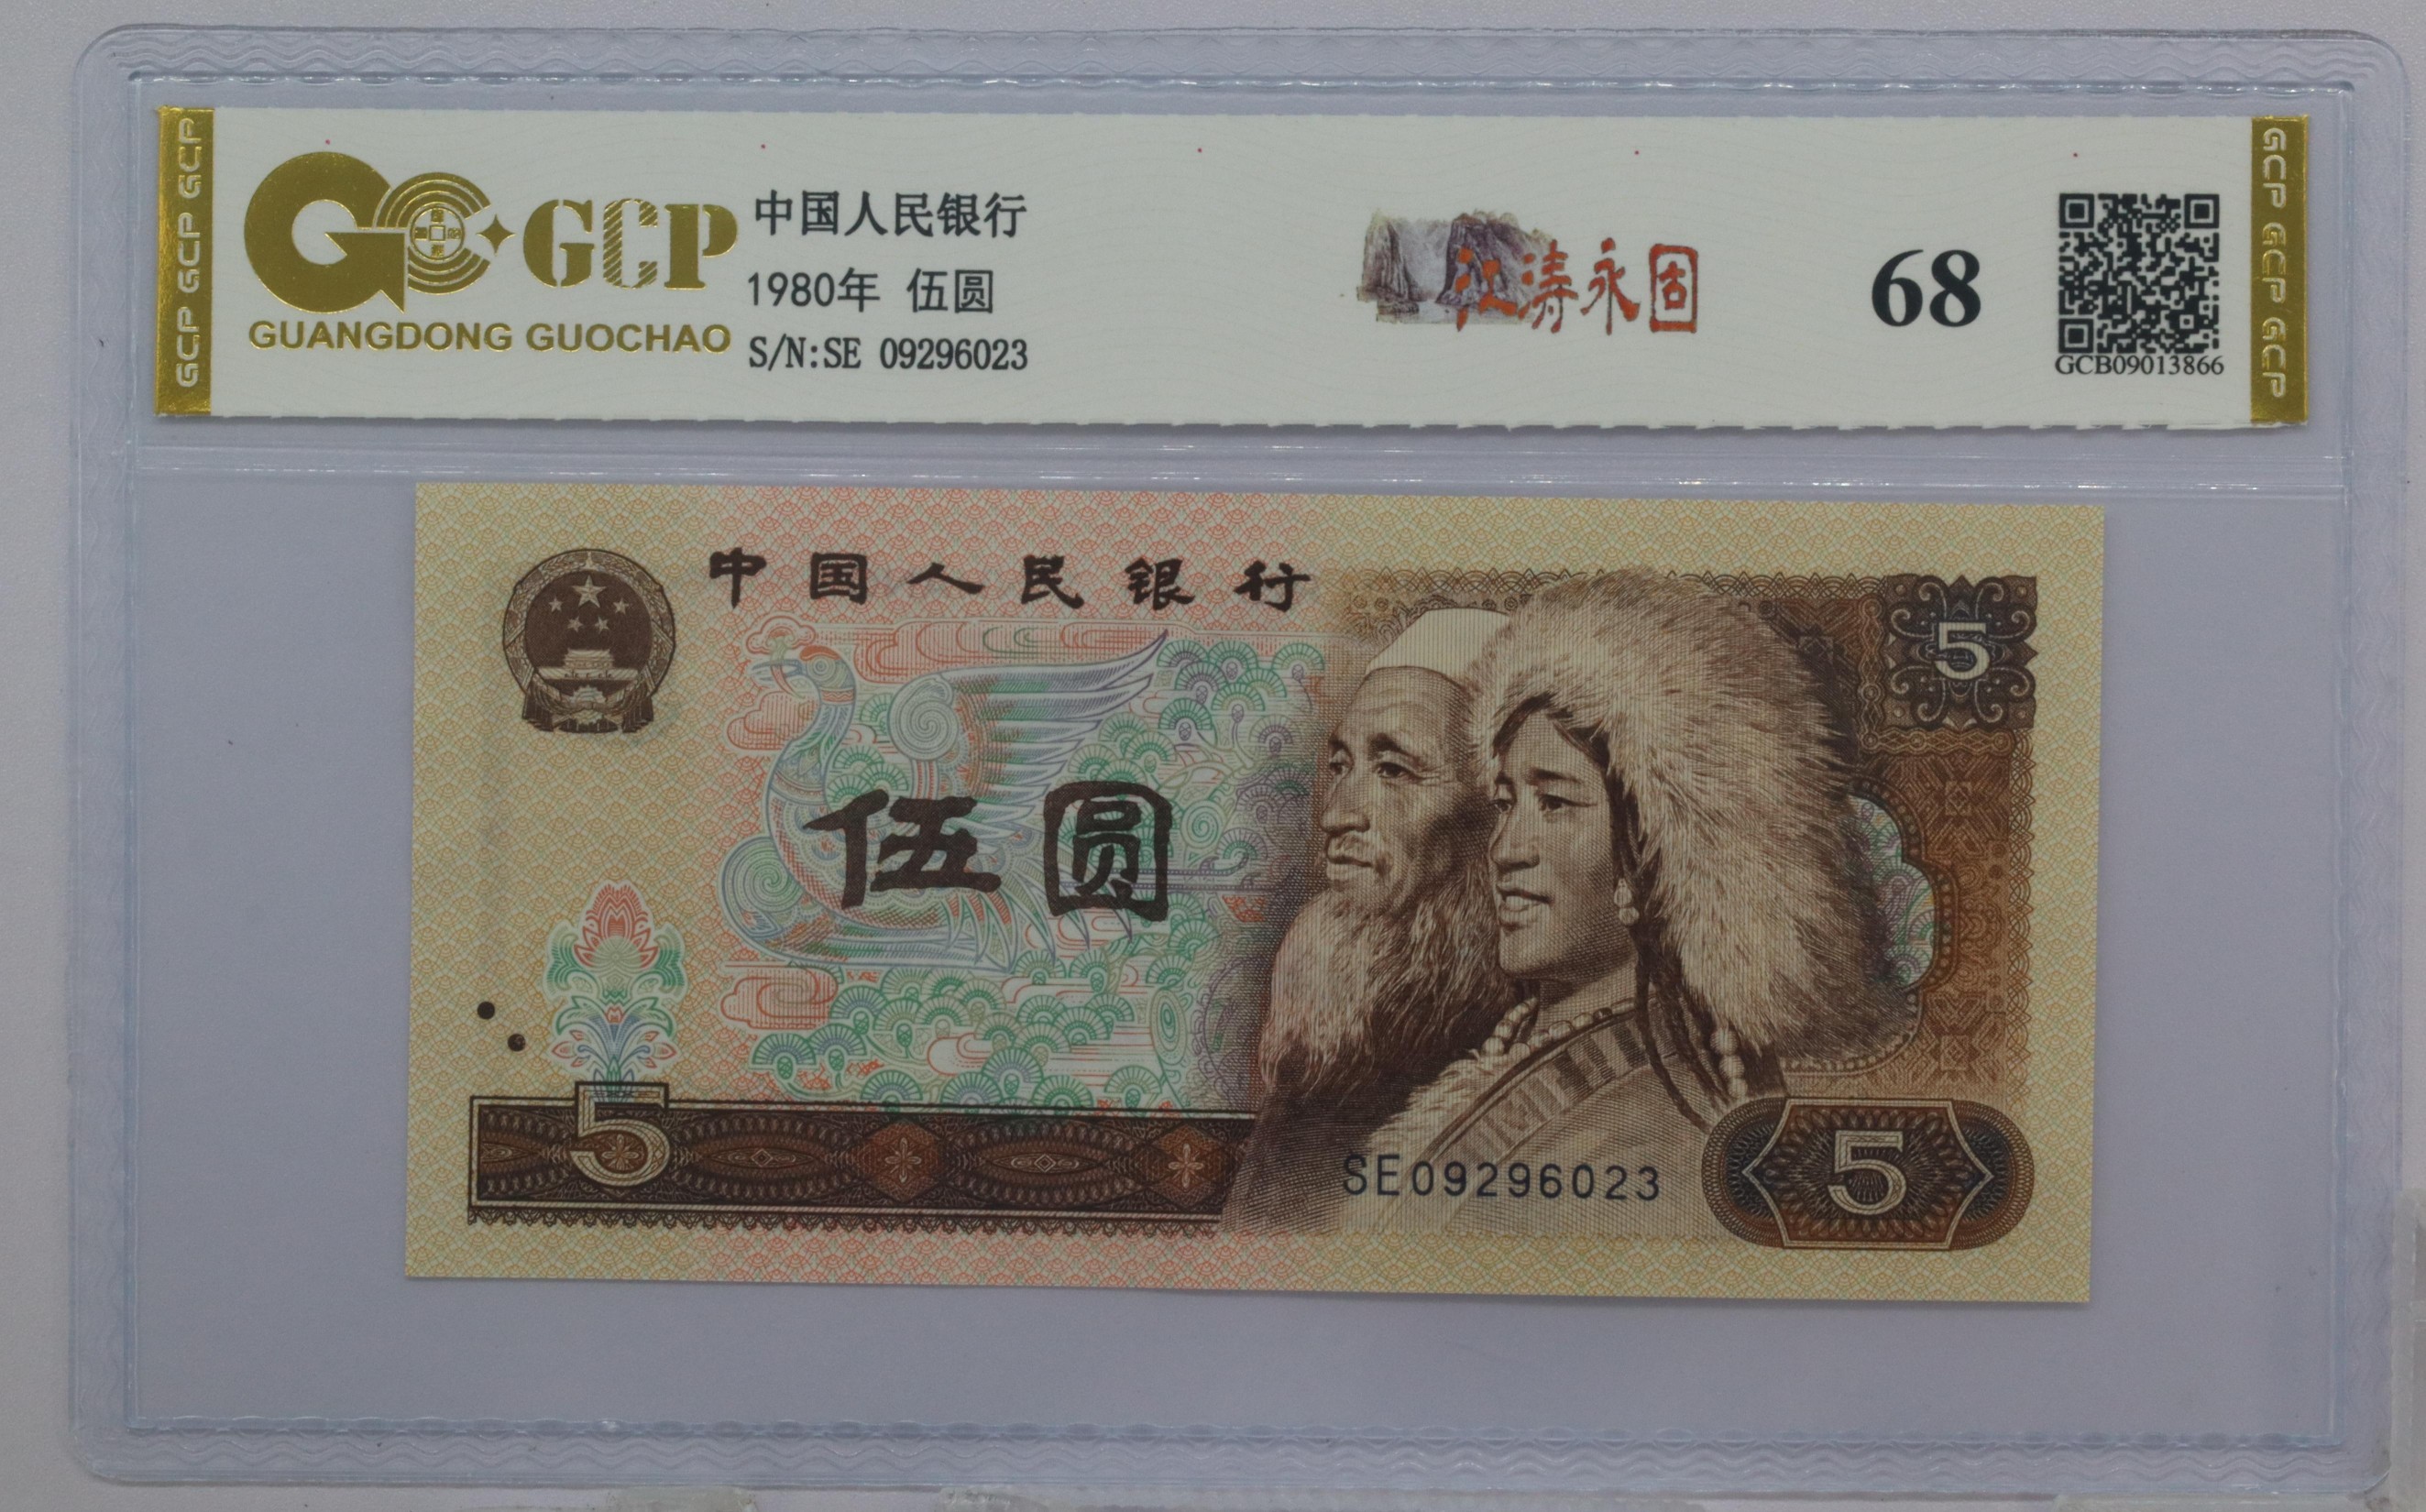 GCP GCP GCP
GCP
GUANGDONG GUOCHAO
中国人民银行
1980年 伍圆
S/N:SE 09296023
江涛永固
68
GCB09013866
GCP GCP GCP
中国人民银行
5
伍圆
5
SE09296023
5